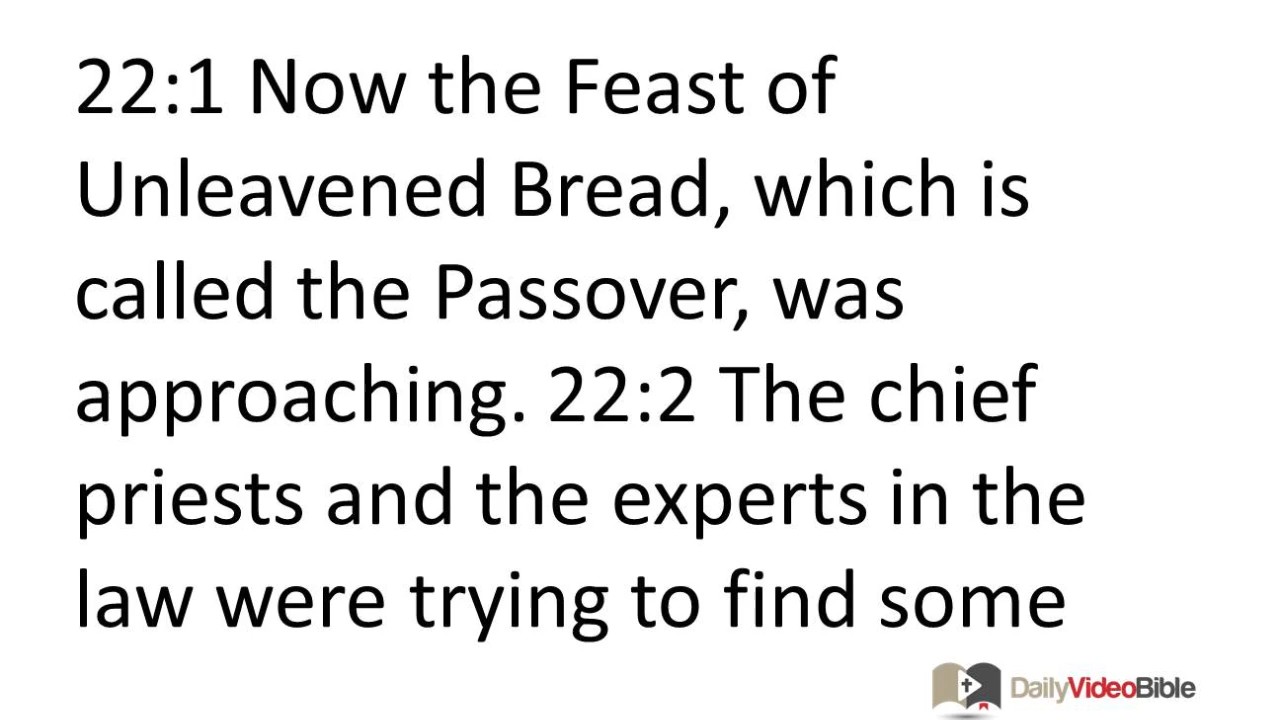 22:1 Now the Feast of
Unleavened Bread, which is
called the Passover, was
approaching. 22:2 The chief
priests and the experts in the
law were trying to find some
DailyVideoBible